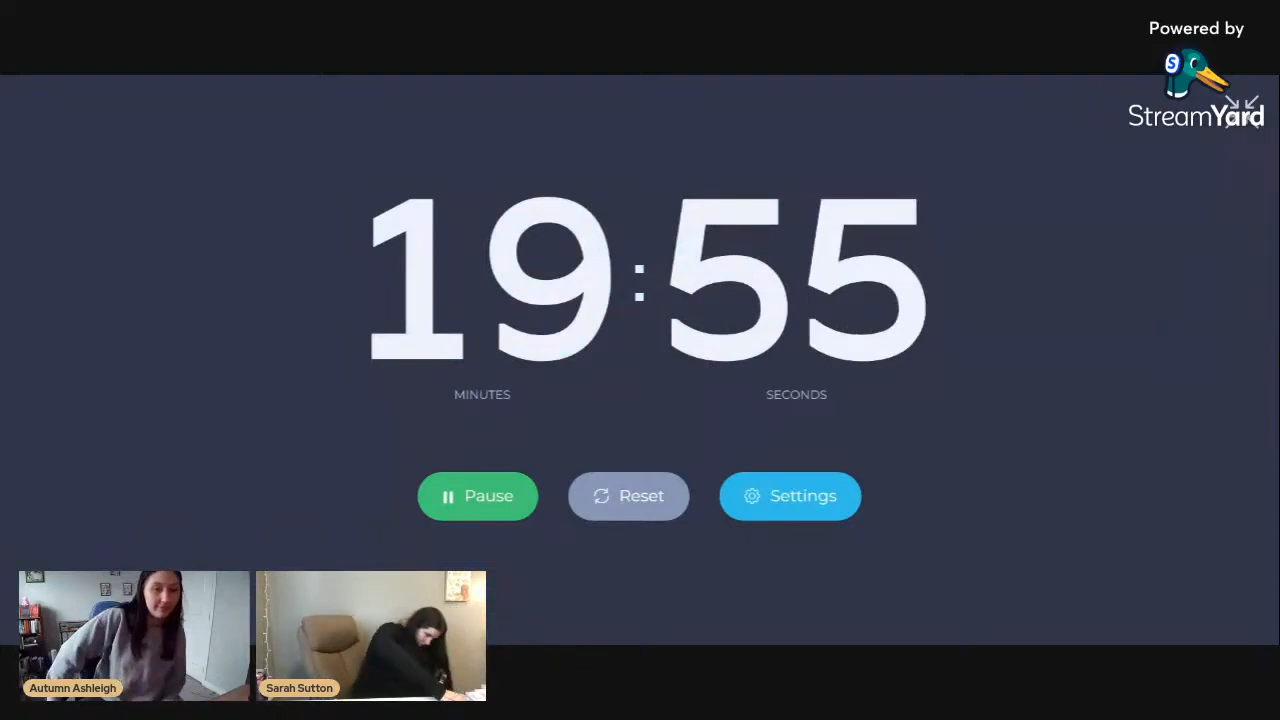 Powered by
S
StreamYard
19:55
MINUTES
SECONDS
Pause
Reset
Settings
Autumn Ashleigh
Sarah Sutton